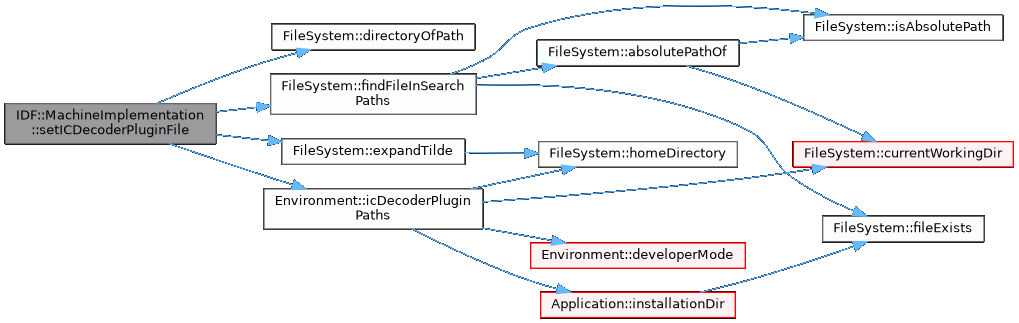 IDF::MachineImplementation
::setICDecoderPluginFile
FileSystem::directoryOfPath
FileSystem::findFileInSearch
Paths
FileSystem::expandTilde
Environment::icDecoderPlugin
Paths
FileSystem::absolutePathOf
FileSystem::homeDirectory
Environment::developerMode
Application::installationDir
FileSystem::isAbsolutePath
FileSystem::currentWorkingDir
FileSystem::fileExists